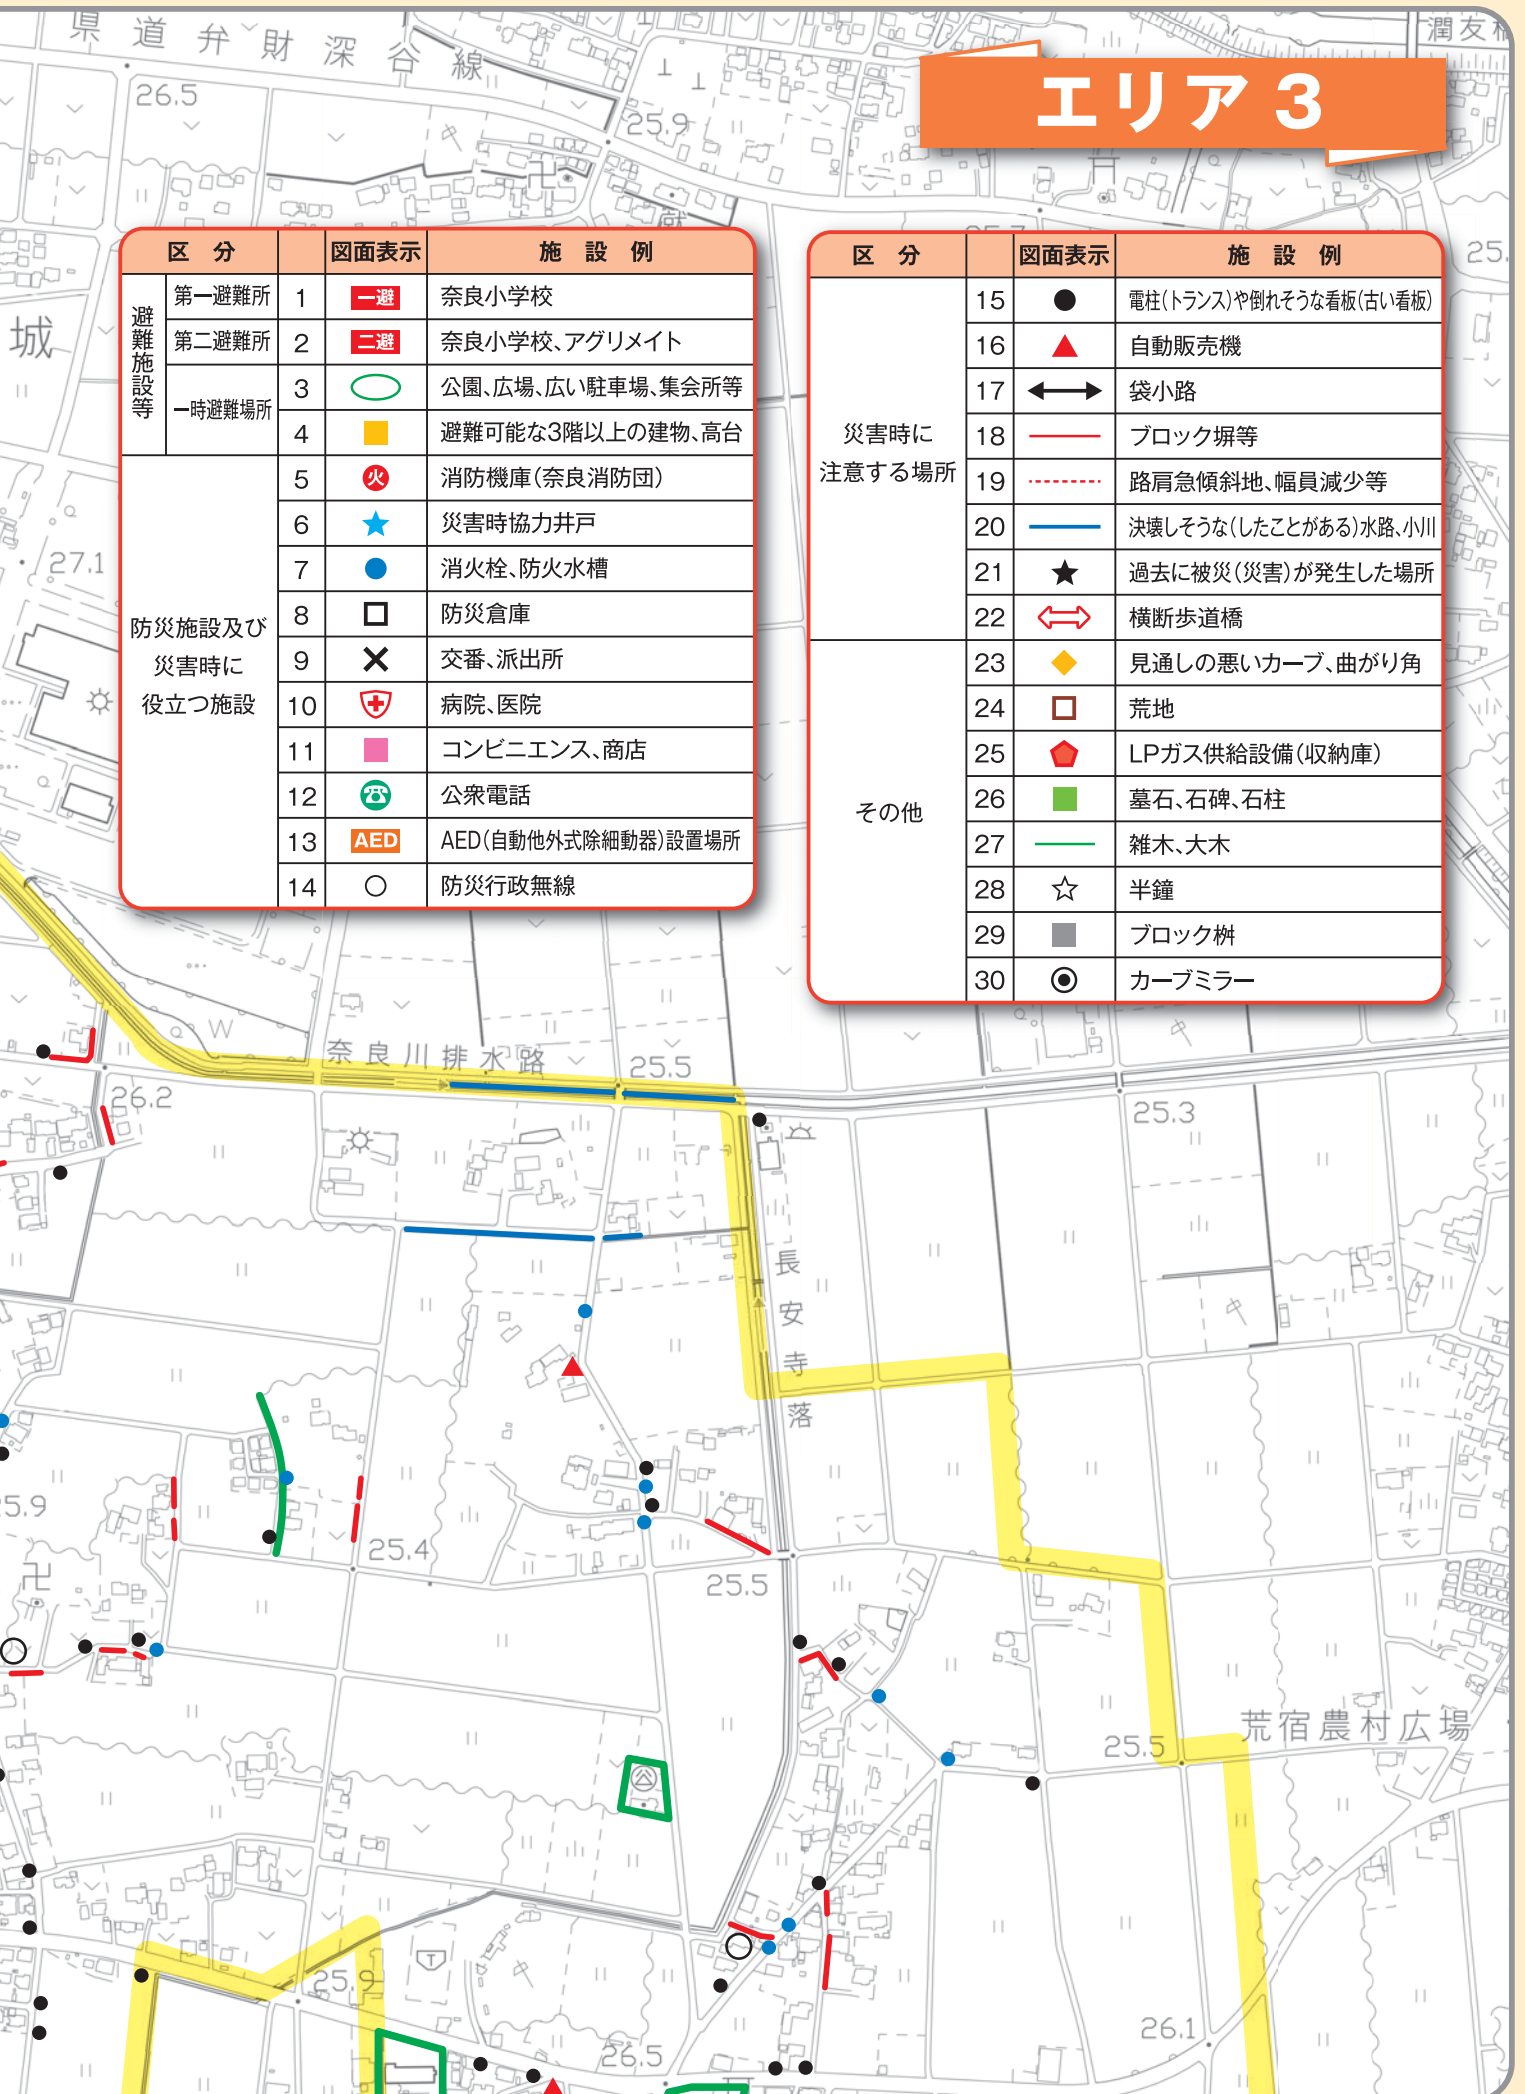 県道弁財深谷線
潤友
エリア 3
26.5
25.9
25.7
25.
城
27.1
区 分 図面表示 施 設 例
避難施設等
第一避難所 1 一避 奈良小学校
第二避難所 2 二避 奈良小学校、アグリメイト
一時避難場所
3 公園、広場、広い駐車場、集会所等
4 避難可能な3階以上の建物、高台
防災施設及び
災害時に
役立つ施設
5 火 消防機庫(奈良消防団)
6 災害時協力井戸
7 消火栓、防火水槽
8 防災倉庫
9 交番、派出所
10 病院、医院
11 コンビニエンス、商店
12 公衆電話
13 AED AED(自動他外式除細動器)設置場所
14 防災行政無線
区 分 図面表示 施 設 例
災害時に
注意する場所
15 電柱(トランス)や倒れそうな看板(古い看板)
16 自動販売機
17 袋小路
18 ブロック塀等
19 路肩急傾斜地、幅員減少等
20 決壊しそうな(したことがある)水路、小川
21 過去に被災(災害)が発生した場所
22 横断歩道橋
その他
23 見通しの悪いカーブ、曲がり角
24 荒地
25 LPガス供給設備(収納庫)
26 墓石、石碑、石柱
27 雑木、大木
28 半鐘
29 ブロック桝
30 カーブミラー
W
奈良川排水路
25.5
26.2
25.3
長安寺落
25.9
25.4
25.5
荒宿農村広場
25.5
25.9
26.1
26.5